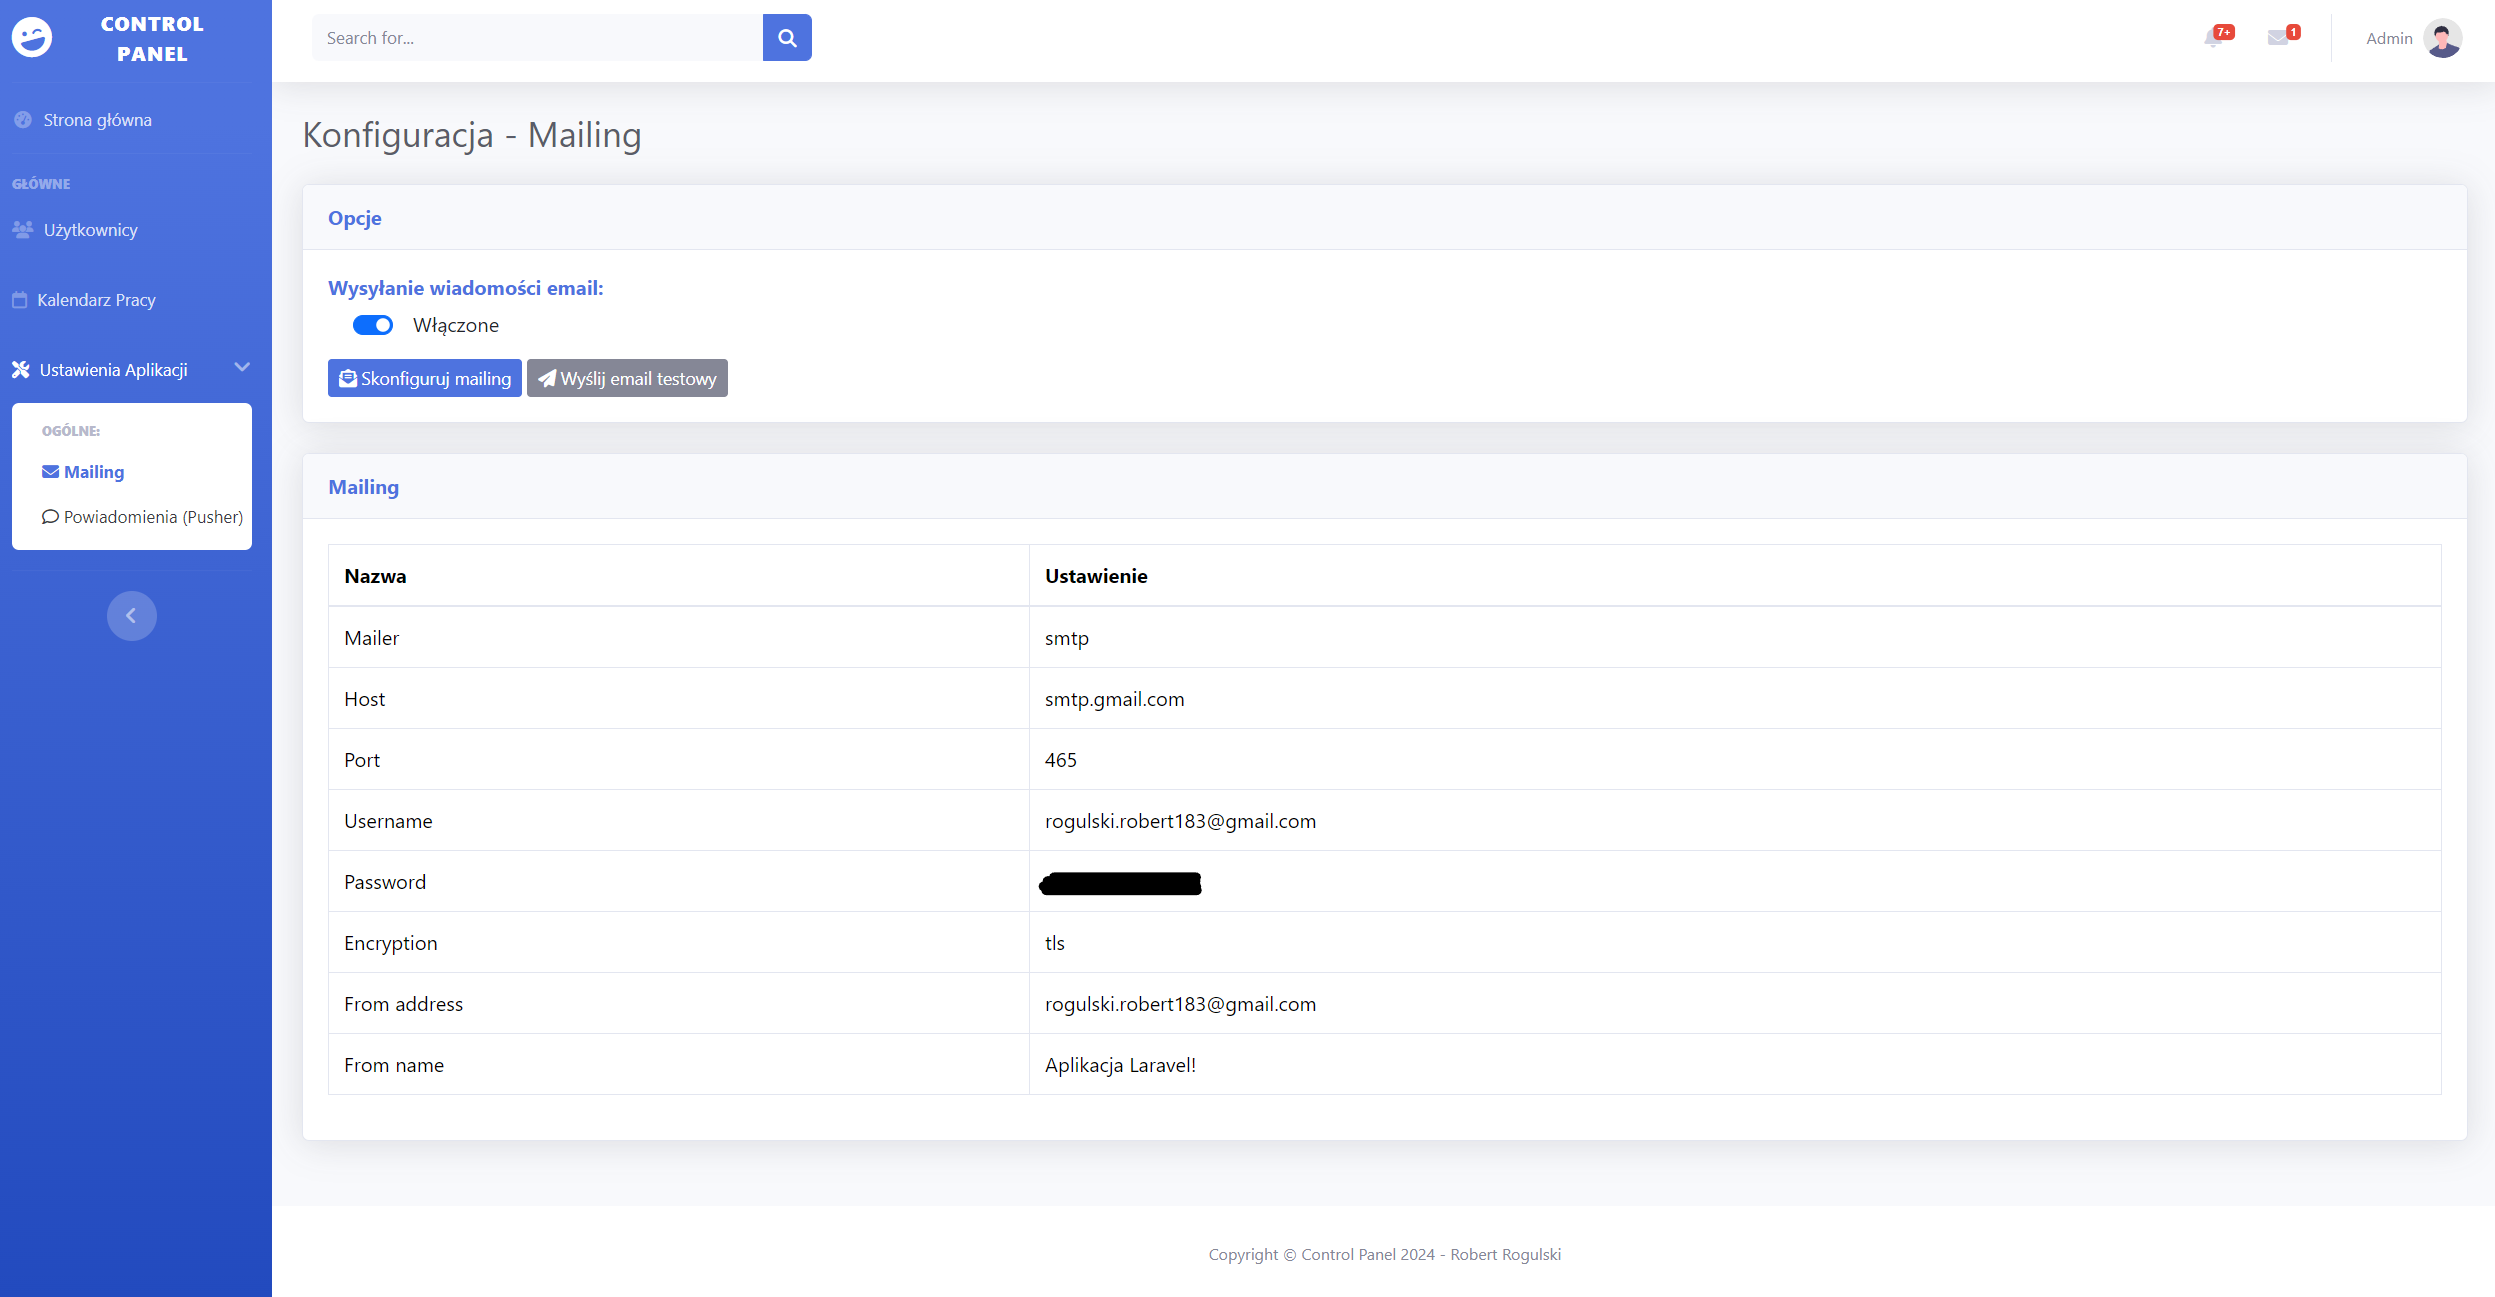 CONTROL
PANEL
Search for...
7+
1
Admin
Strona główna
GŁÓWNE
Użytkownicy
Kalendarz Pracy
Ustawienia Aplikacji
OGÓLNE:
Mailing
Powiadomienia (Pusher)
Konfiguracja - Mailing
Opcje
Wysyłanie wiadomości email:
Włączone
Skonfiguruj mailing Wyślij email testowy
Mailing
Nazwa Ustawienie
Mailer smtp
Host smtp.gmail.com
Port 465
Username rogulski.robert183@gmail.com
Password
Encryption tls
From address rogulski.robert183@gmail.com
From name Aplikacja Laravel!
Copyright © Control Panel 2024 - Robert Rogulski